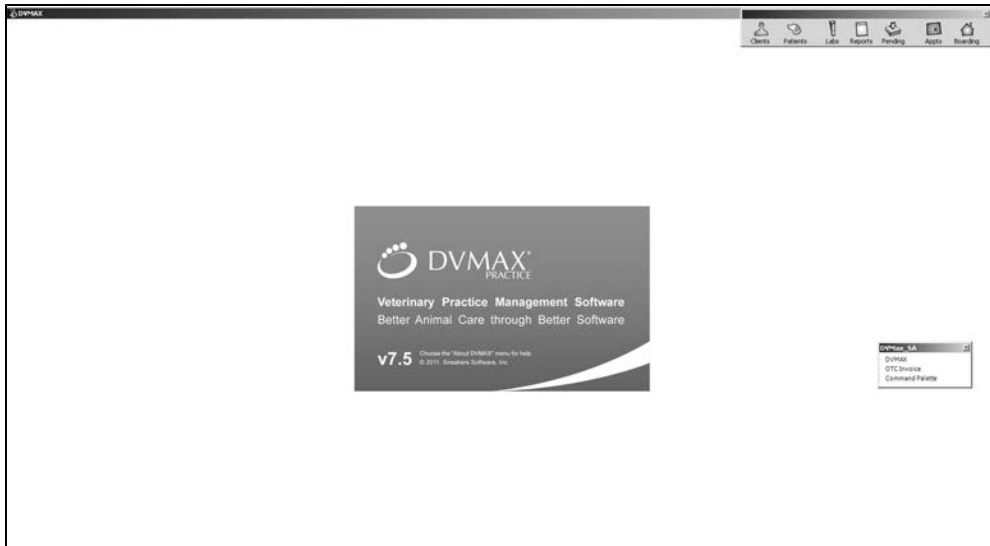 DVMAX
Clients Patients Labs Reports Pending Appts Boarding
DVMAX®
PRACTICE
Veterinary Practice Management Software
Better Animal Care through Better Software
v7.5
Choose the "About DVMAX" menu for help
© 2011, Sneakers Software, Inc.
DVMax_SA
DVMAX
OTC Invoice
Command Palette